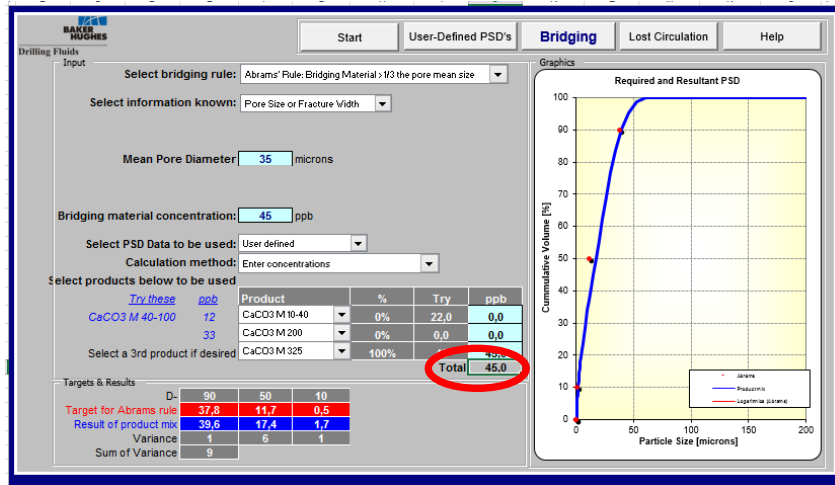 BAKER
HUGHES
Drilling Fluids
Start
User-Defined PSD's
Bridging
Lost Circulation
Help
Input
Select bridging rule: Abrams' Rule: Bridging Material > 1/3 the pore mean size
Select information known: Pore Size or Fracture Width
Mean Pore Diameter 35 microns
Bridging material concentration: 45 ppb
Select PSD Data to be used: User defined
Calculation method: Enter concentrations
Select products below to be used
Try these ppb Product % Try ppb
CaCO3 M 40-100 12 CaCO3 M 10-40 0% 22,0 0,0
33 CaCO3 M 200 0% 0,0 0,0
Select a 3rd product if desired CaCO3 M 325 100% 45,0
Total 45,0
Targets & Results
D- 90 50 10
Target for Abrams rule 37,8 11,7 0,5
Result of product mix 39,6 17,4 1,7
Variance 1 6 1
Sum of Variance 9
Graphics
Required and Resultant PSD
Cummulative Volume [%]
100
90
80
70
60
50
40
30
20
10
0
0 50 100 150 200
Particle Size [microns]
Abrams
Product mix
Logarímica (Abrams)